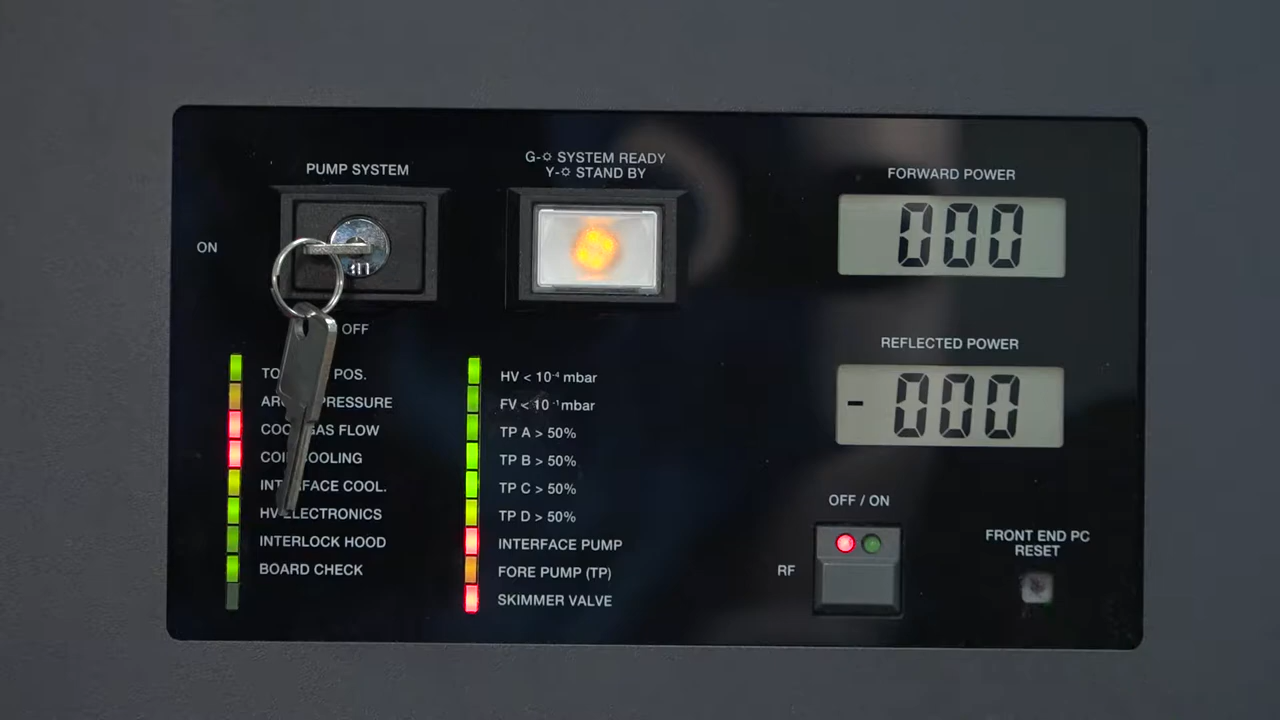 PUMP SYSTEM
ON
OFF
G-☼ SYSTEM READY
Y-☼ STAND BY
FORWARD POWER
000
REFLECTED POWER
- 000
POS.
PRESSURE
GAS FLOW
COOLING
COOL.
HV ELECTRONICS
INTERLOCK HOOD
BOARD CHECK
HV < 10⁻⁴ mbar
FV < 10⁻¹ mbar
TP A > 50%
TP B > 50%
TP C > 50%
TP D > 50%
INTERFACE PUMP
FORE PUMP (TP)
SKIMMER VALVE
OFF / ON
RF
FRONT END PC
RESET